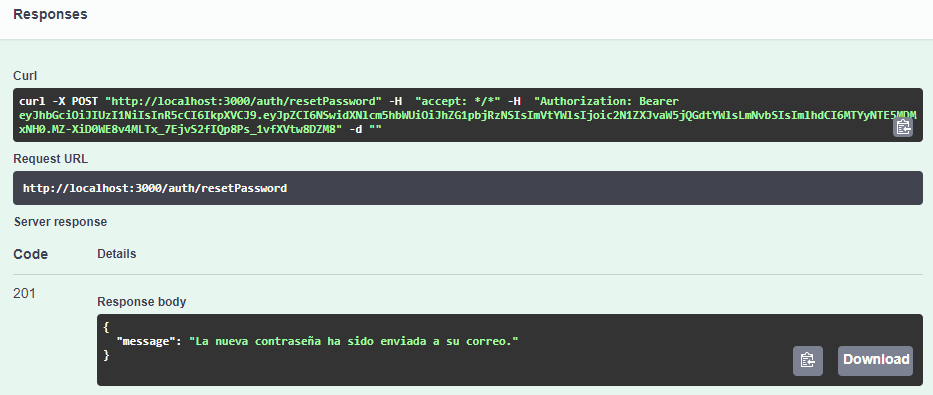 Responses
Curl
curl -X POST "http://localhost:3000/auth/resetPassword" -H  "accept: */*" -H  "Authorization: Bearer
eyJhbGciOiJIUzI1NiIsInR5cCI6IkpXVCJ9.eyJpZCI6NSwidXNlcm5hbWUiOiJhZG1pbjRzNSIsImVtYWlsIjoic2N1ZXJvaW5jQGdtYWlsLmNvbSIsImlhdCI6MTYyNTE5MDM
xNH0.MZ-XiD0WE8v4MLTx_7EjvS2fIQp8Ps_1vfXVtw8DZM8" -d ""
Request URL
http://localhost:3000/auth/resetPassword
Server response
Code Details
201
Response body
{
"message": "La nueva contraseña ha sido enviada a su correo."
}
Download